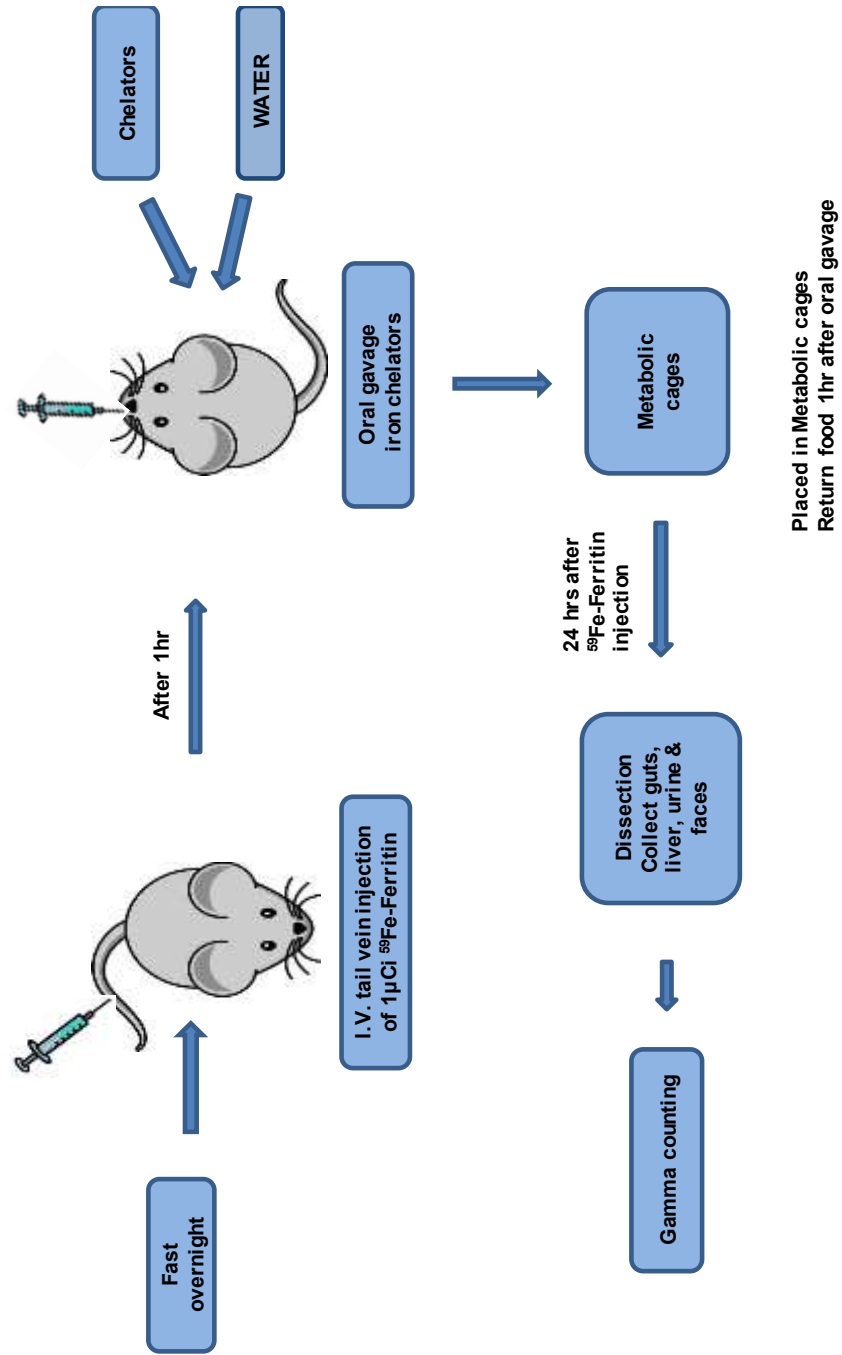 Fast
overnight
I.V. tail vein injection
of 1µCi ⁵⁹Fe-Ferritin
After 1hr
Oral gavage
iron chelators
Chelators
WATER
Metabolic
cages
Placed in Metabolic cages
Return food 1hr after oral gavage
24 hrs after
⁵⁹Fe-Ferritin
injection
Dissection
Collect guts,
liver, urine &
faces
Gamma counting